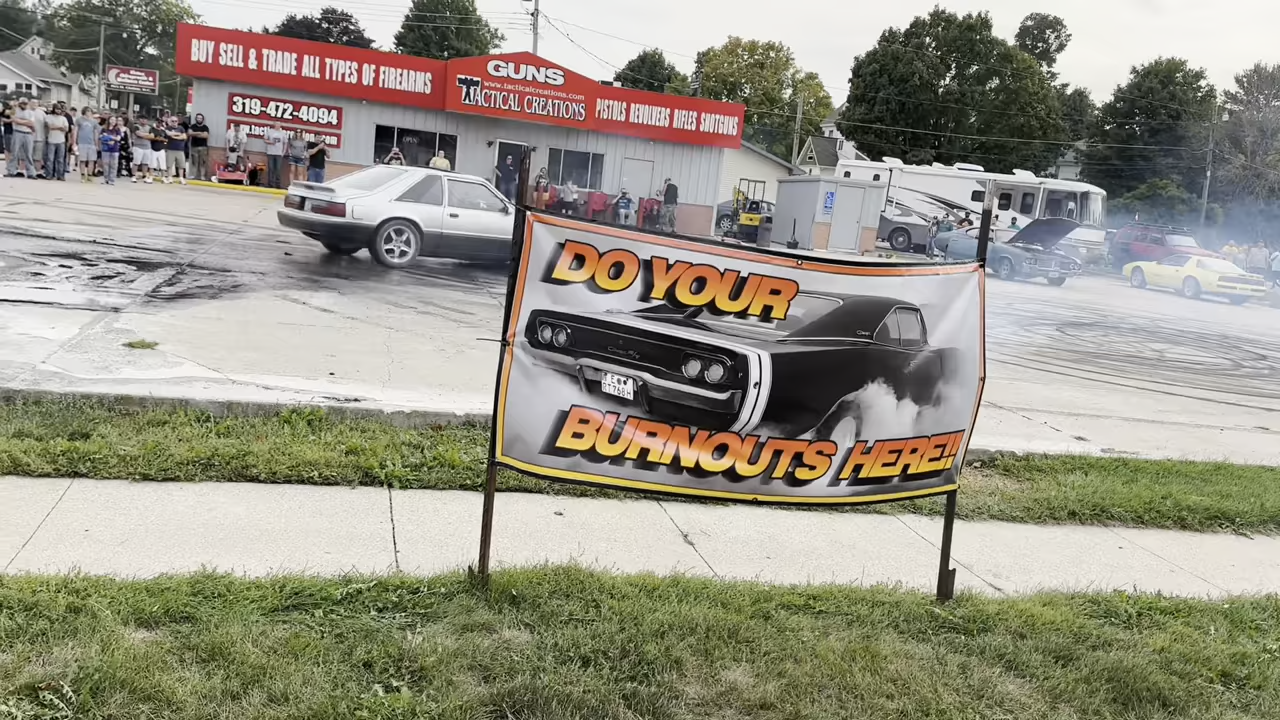 BUY SELL & TRADE ALL TYPES OF FIREARMS
GUNS
www.tacticalcreations.com
TACTICAL CREATIONS
PISTOLS REVOLVERS RIFLES SHOTGUNS
319-472-4094
DO YOUR
BURNOUTS HERE!!